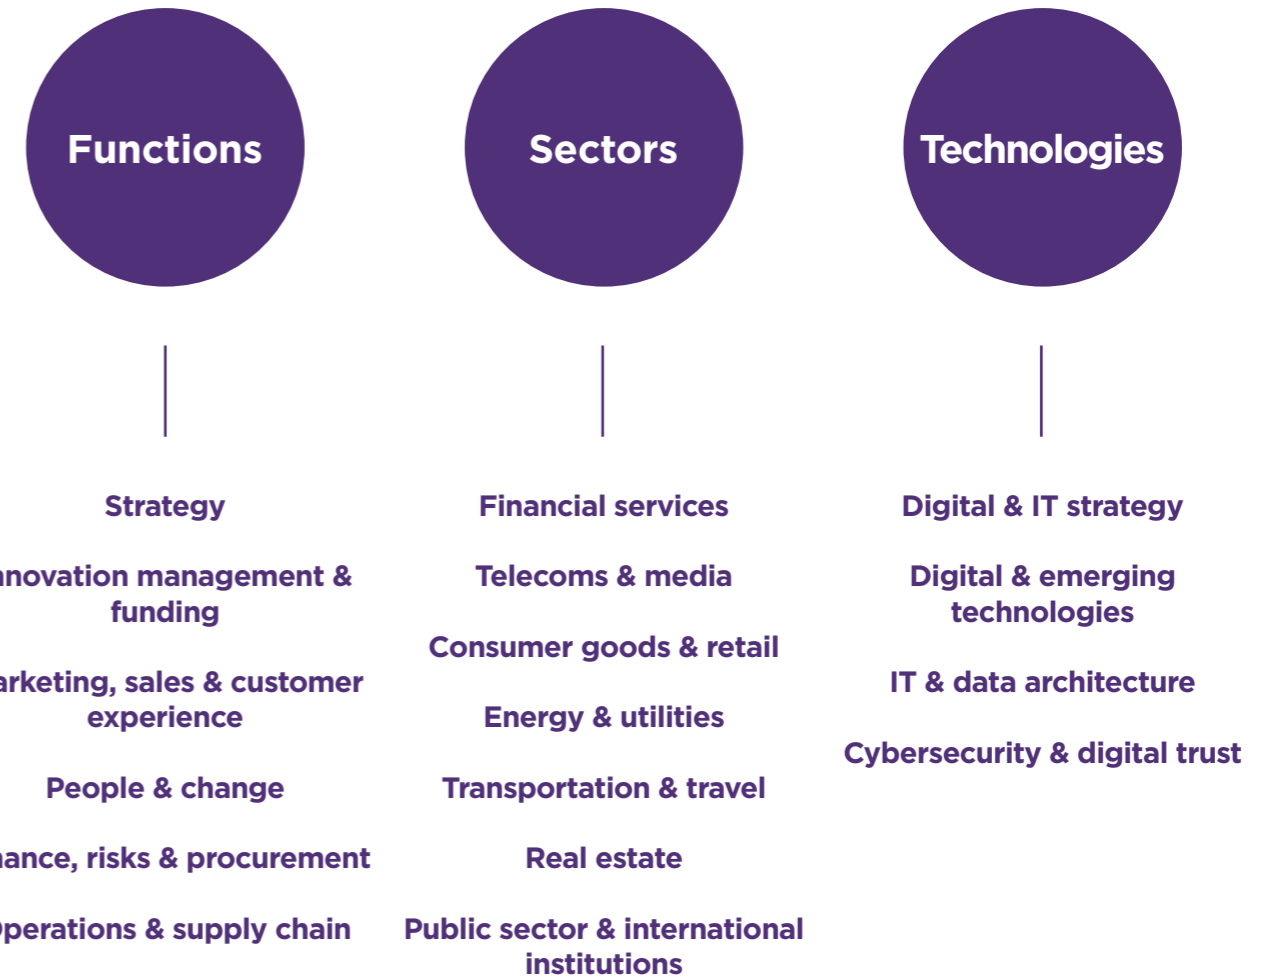 Functions
Strategy
nnovation management &
funding
arketing, sales & customer
experience
People & change
nance, risks & procurement
perations & supply chain
Sectors
Financial services
Telecoms & media
Consumer goods & retail
Energy & utilities
Transportation & travel
Real estate
Public sector & international
institutions
Technologies
Digital & IT strategy
Digital & emerging
technologies
IT & data architecture
Cybersecurity & digital trust